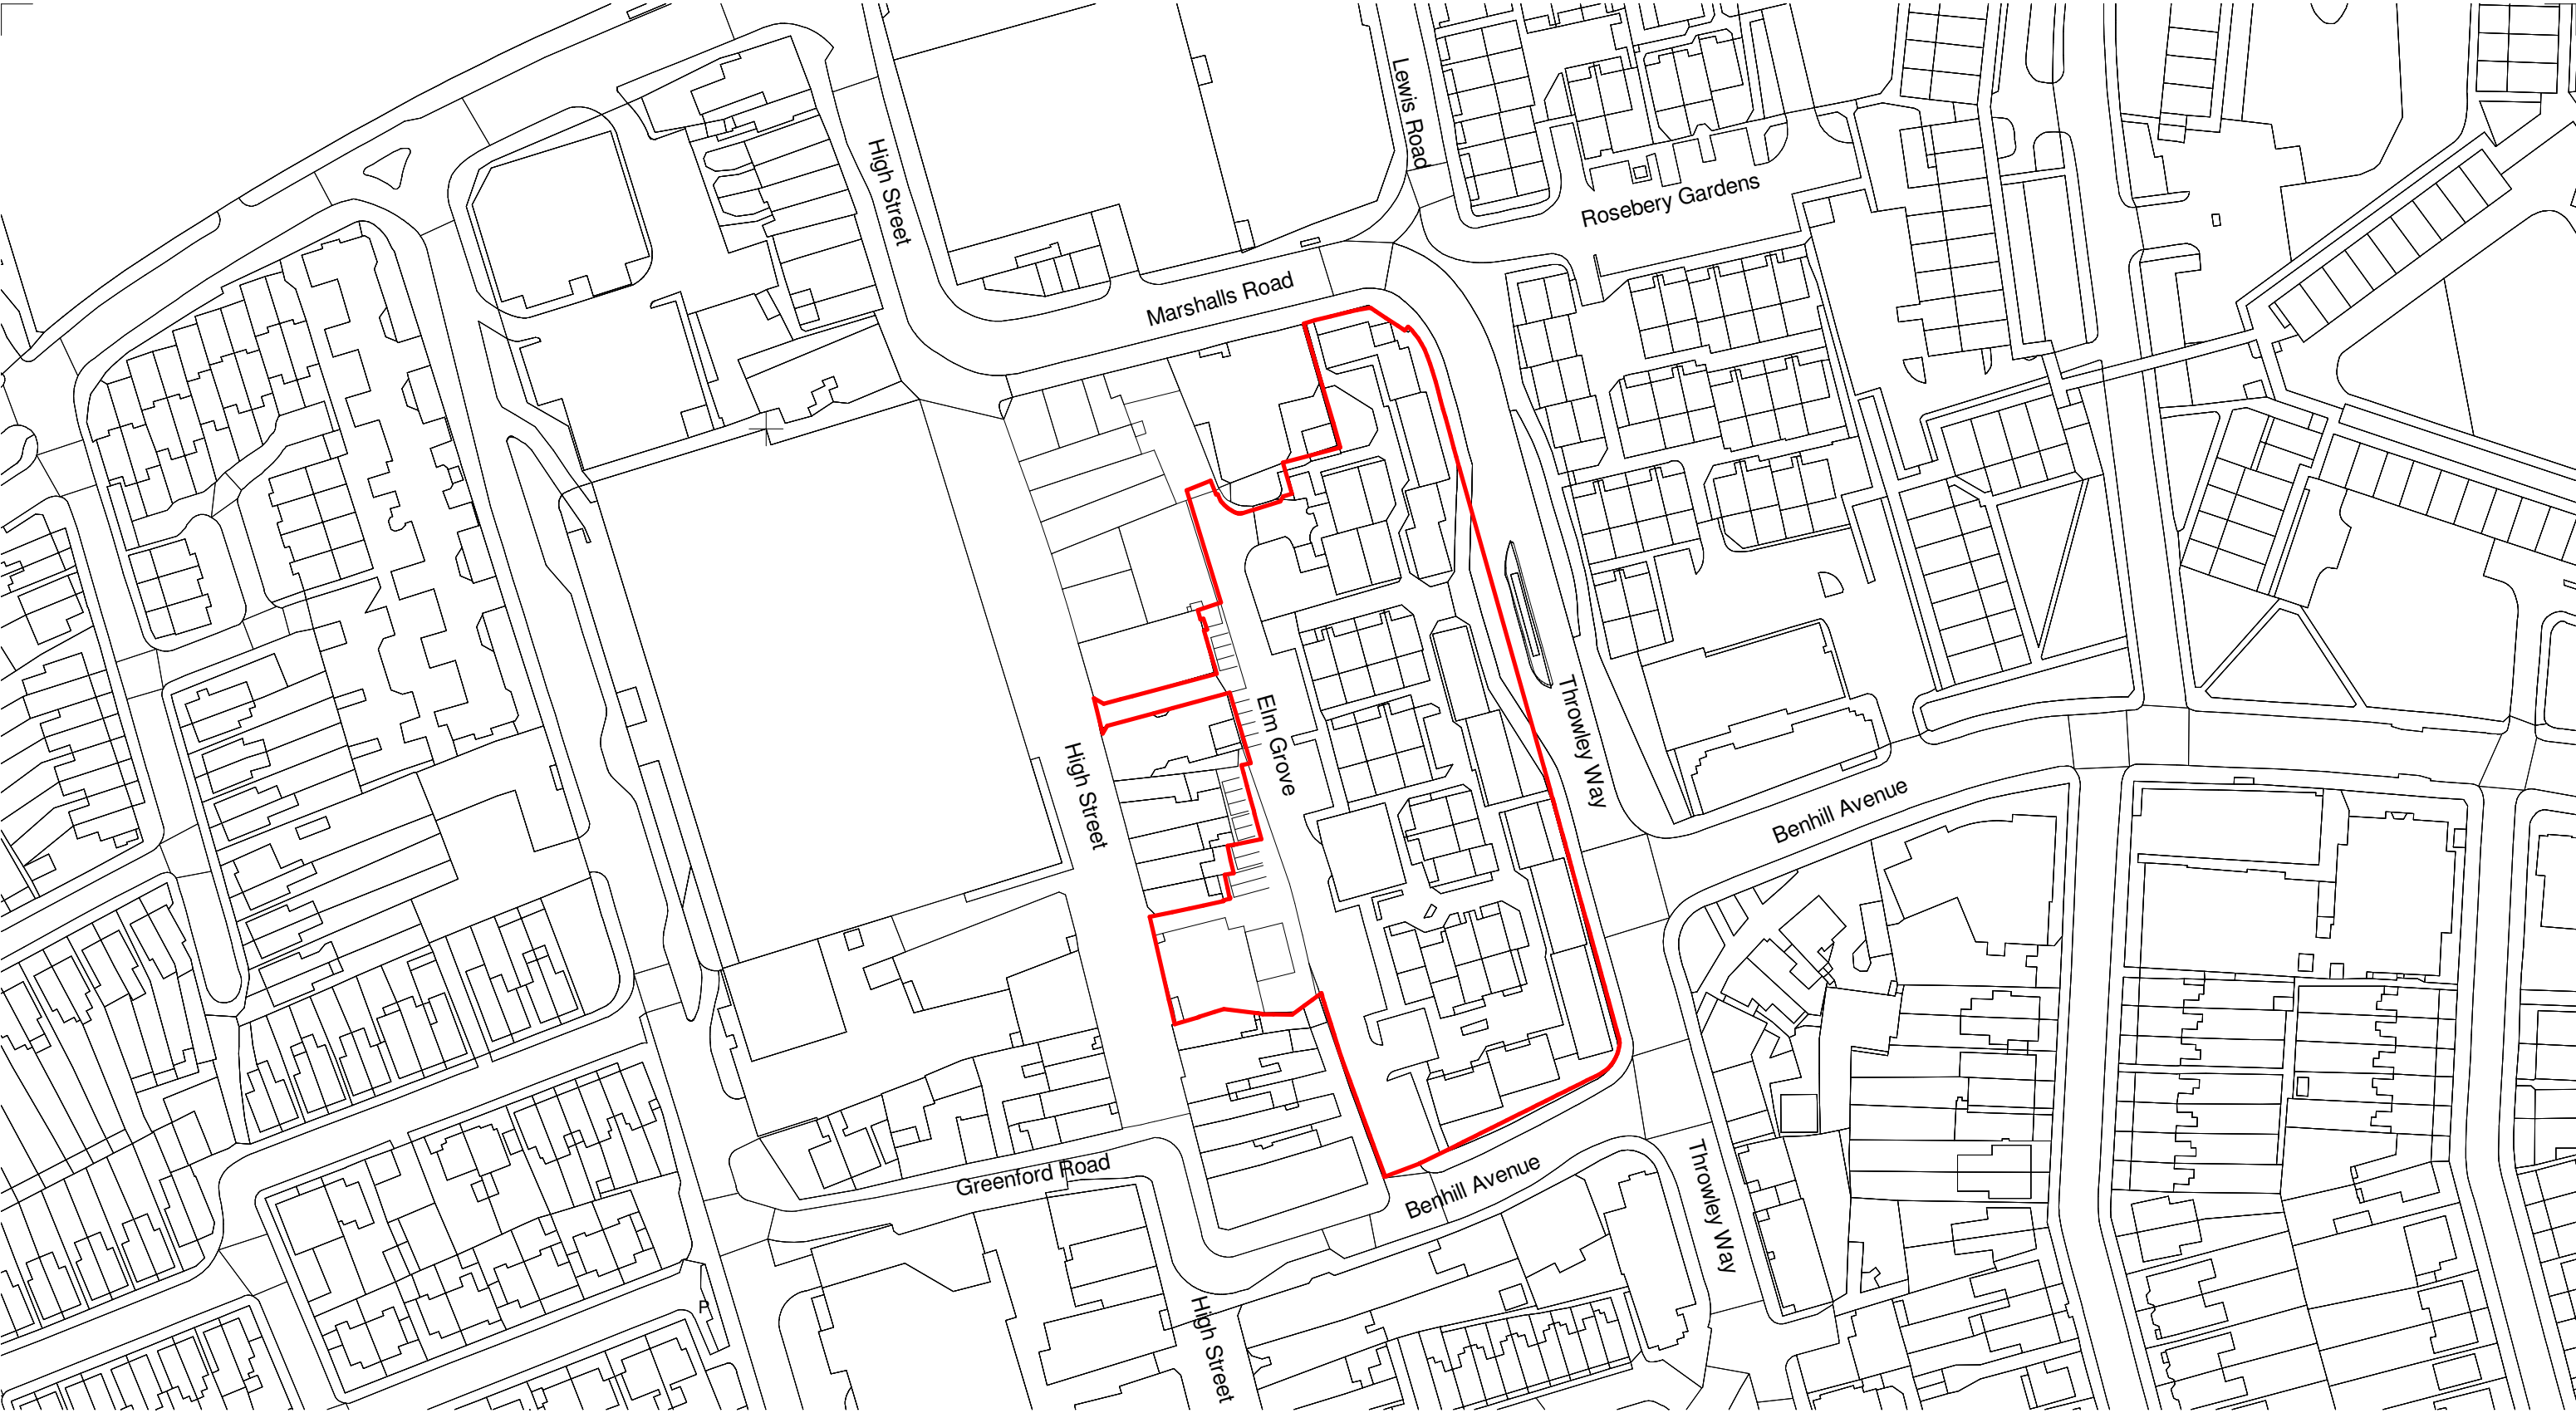 Lewis Road
High Street
Rosebery Gardens
Marshalls Road
Elm Grove
Throwley Way
High Street
Benhill Avenue
Greenford Road
Benhill Avenue
Throwley Way
P
High Street